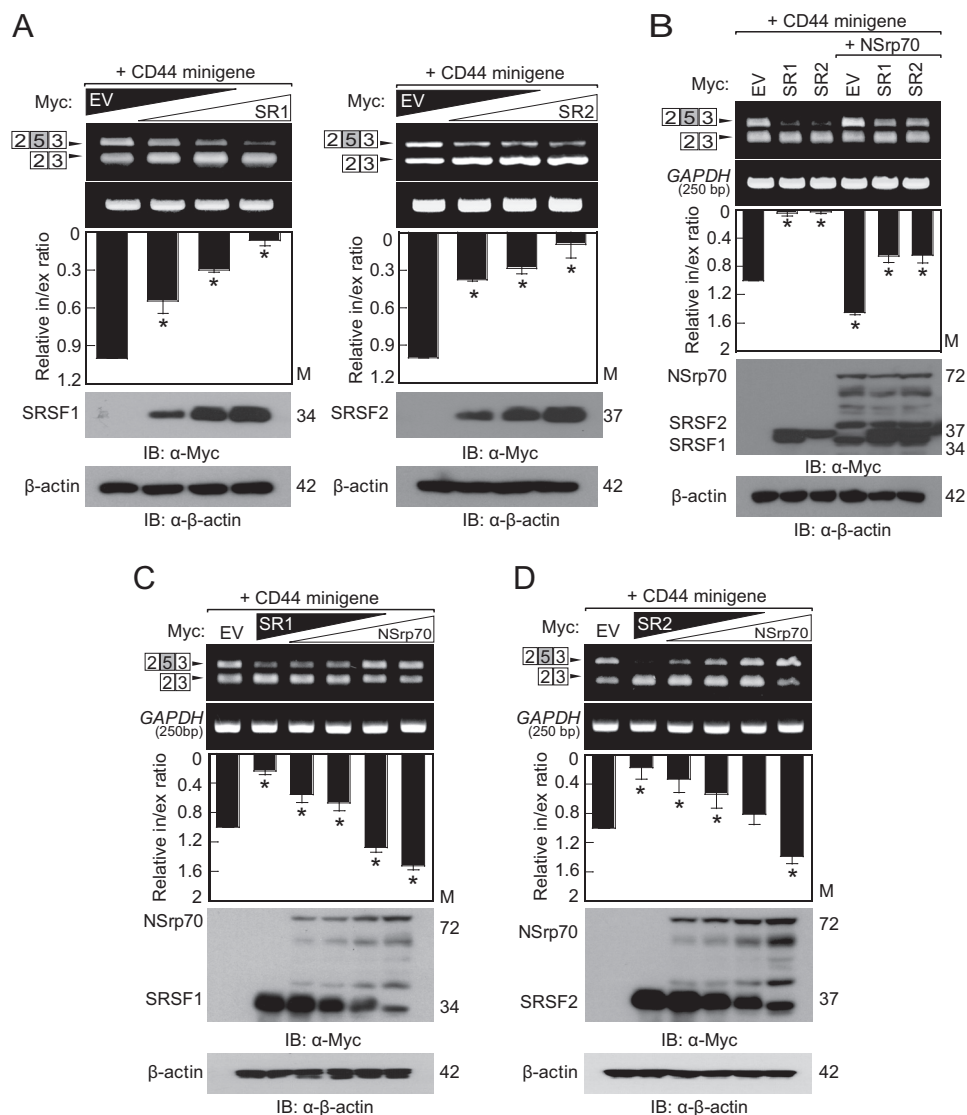 A
+ CD44 minigene
Myc:
EV
SR1
2 5 3
2 3
Relative in/ex ratio
0
0.3
0.6
0.9
1.2
*
*
*
M
SRSF1
34
IB: α-Myc
β-actin
42
IB: α-β-actin
+ CD44 minigene
Myc:
EV
SR2
2 5 3
2 3
Relative in/ex ratio
0
0.3
0.6
0.9
1.2
*
*
*
M
SRSF2
37
IB: α-Myc
β-actin
42
IB: α-β-actin
B
+ CD44 minigene
+ NSrp70
Myc:
EV
SR1
SR2
EV
SR1
SR2
2 5 3
2 3
GAPDH
(250 bp)
Relative in/ex ratio
0
0.4
0.8
1.2
1.6
2
*
*
*
*
*
M
NSrp70
72
SRSF2
37
SRSF1
34
IB: α-Myc
β-actin
42
IB: α-β-actin
C
+ CD44 minigene
Myc:
EV
SR1
NSrp70
2 5 3
2 3
GAPDH
(250bp)
Relative in/ex ratio
0
0.4
0.8
1.2
1.6
2
*
*
*
*
*
M
NSrp70
72
SRSF1
34
IB: α-Myc
β-actin
42
IB: α-β-actin
D
+ CD44 minigene
Myc:
EV
SR2
NSrp70
2 5 3
2 3
GAPDH
(250 bp)
Relative in/ex ratio
0
0.4
0.8
1.2
1.6
2
*
*
*
*
M
NSrp70
72
SRSF2
37
IB: α-Myc
β-actin
42
IB: α-β-actin